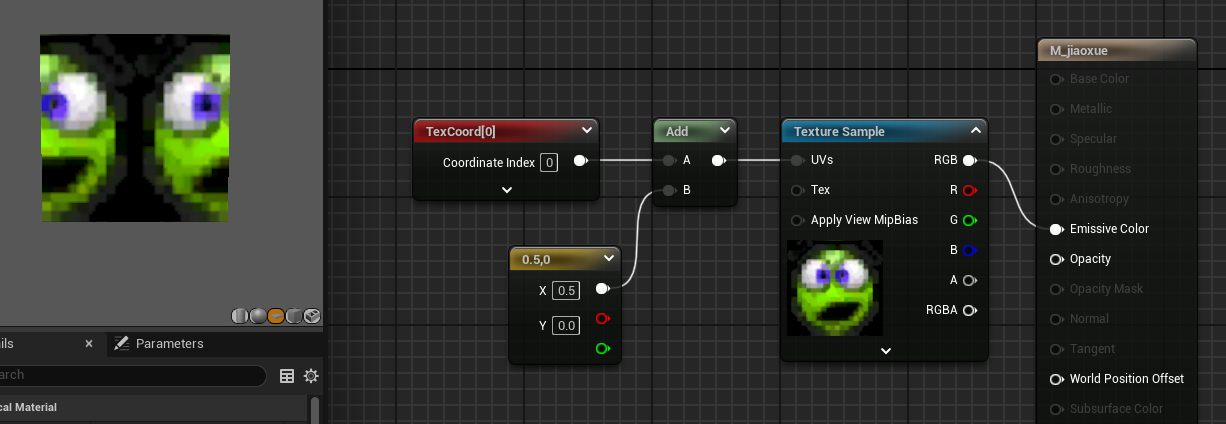 M_jiaoxue
Base Color
Metallic
Specular
Roughness
Anisotropy
Emissive Color
Opacity
Opacity Mask
Normal
Tangent
World Position Offset
Subsurface Color
TexCoord[0]
Coordinate Index 0
Add
A
B
Texture Sample
UVs RGB
Tex R
Apply View MipBias G
B
A
RGBA
0.5,0
X 0.5
Y 0.0
ils
Parameters
arch
cal Material